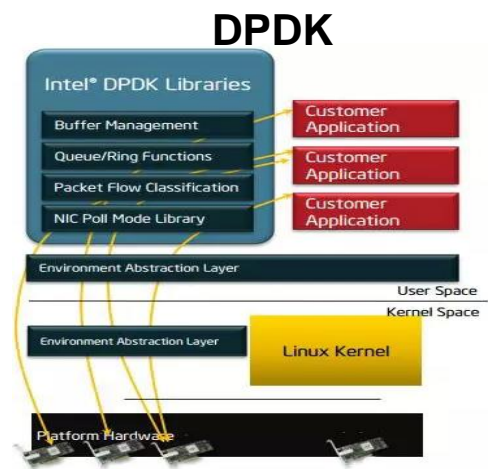 DPDK
Intel® DPDK Libraries
Buffer Management
Queue/Ring Functions
Packet Flow Classification
NIC Poll Mode Library
Customer
Application
Customer
Application
Customer
Application
Environment Abstraction Layer
User Space
Kernel Space
Environment Abstraction Layer
Linux Kernel
Platform Hardware